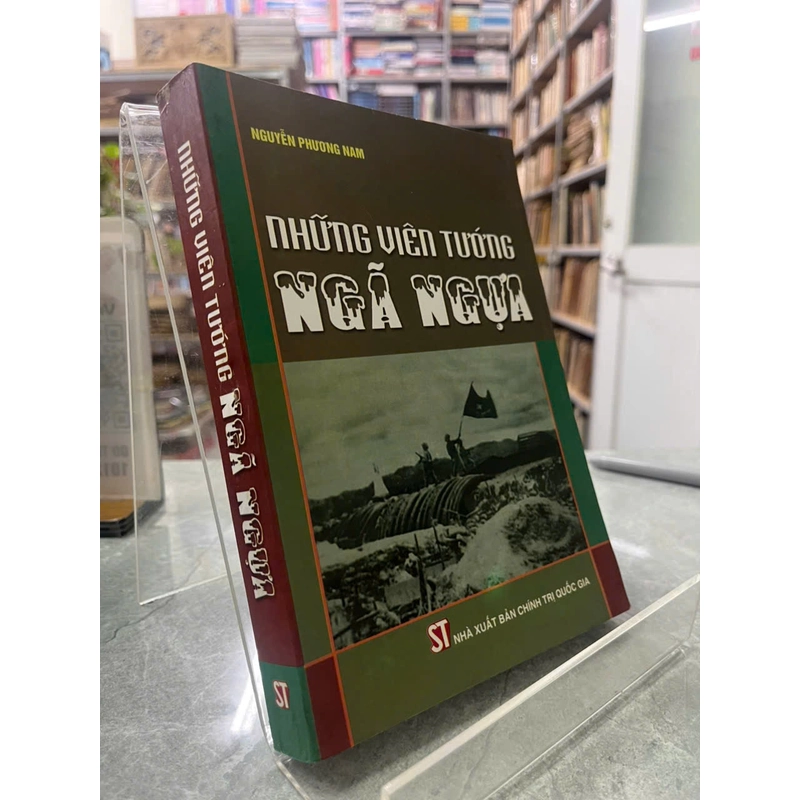 NGUYỄN PHƯƠNG NAM
NHỮNG VIÊN TƯỚNG
NGÃ NGỰA
ST NHÀ XUẤT BẢN CHÍNH TRỊ QUỐC GIA
NHỮNG VIÊN TƯỚNG NGÃ NGỰA
ST